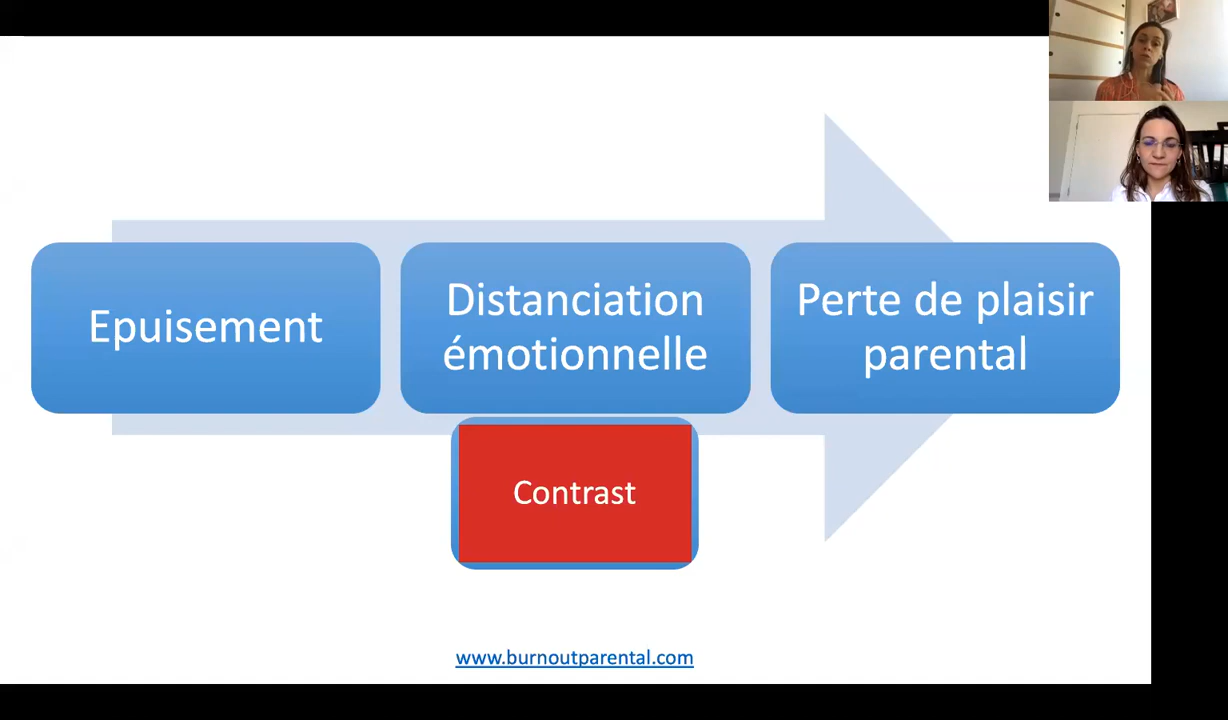 Epuisement
Distanciation
émotionnelle
Perte de plaisir
parental
Contrast
www.burnoutparental.com